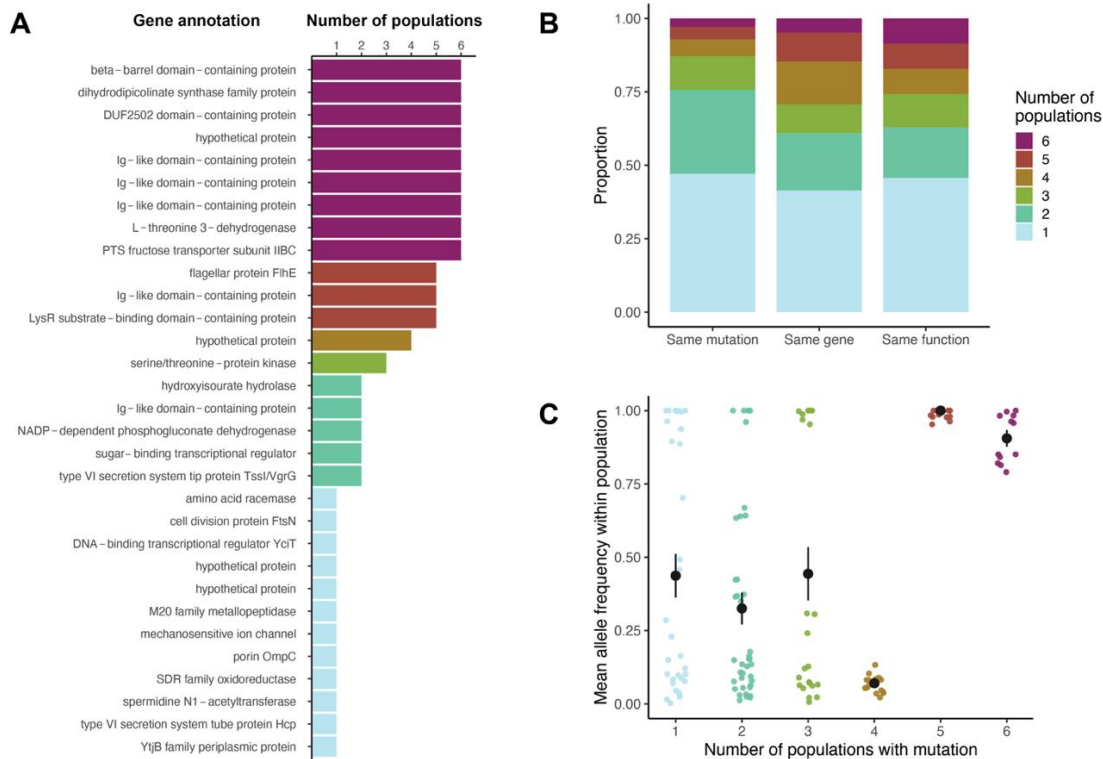 A
Gene annotation
Number of populations
1 2 3 4 5 6
beta-barrel domain-containing protein
dihydrodipicolinate synthase family protein
DUF2502 domain-containing protein
hypothetical protein
Ig-like domain-containing protein
Ig-like domain-containing protein
Ig-like domain-containing protein
L-threonine 3-dehydrogenase
PTS fructose transporter subunit IIBC
flagellar protein FlhE
Ig-like domain-containing protein
LysR substrate-binding domain-containing protein
hypothetical protein
serine/threonine-protein kinase
hydroxyisourate hydrolase
Ig-like domain-containing protein
NADP-dependent phosphogluconate dehydrogenase
sugar-binding transcriptional regulator
type VI secretion system tip protein TssI/VgrG
amino acid racemase
cell division protein FtsN
DNA-binding transcriptional regulator YciT
hypothetical protein
hypothetical protein
M20 family metallopeptidase
mechanosensitive ion channel
porin OmpC
SDR family oxidoreductase
spermidine N1-acetyltransferase
type VI secretion system tube protein Hcp
YtjB family periplasmic protein
B
Proportion
1.00
0.75
0.50
0.25
0.00
Same mutation
Same gene
Same function
Number of
populations
6
5
4
3
2
1
C
Mean allele frequency within population
1.00
0.75
0.50
0.25
0.00
1 2 3 4 5 6
Number of populations with mutation